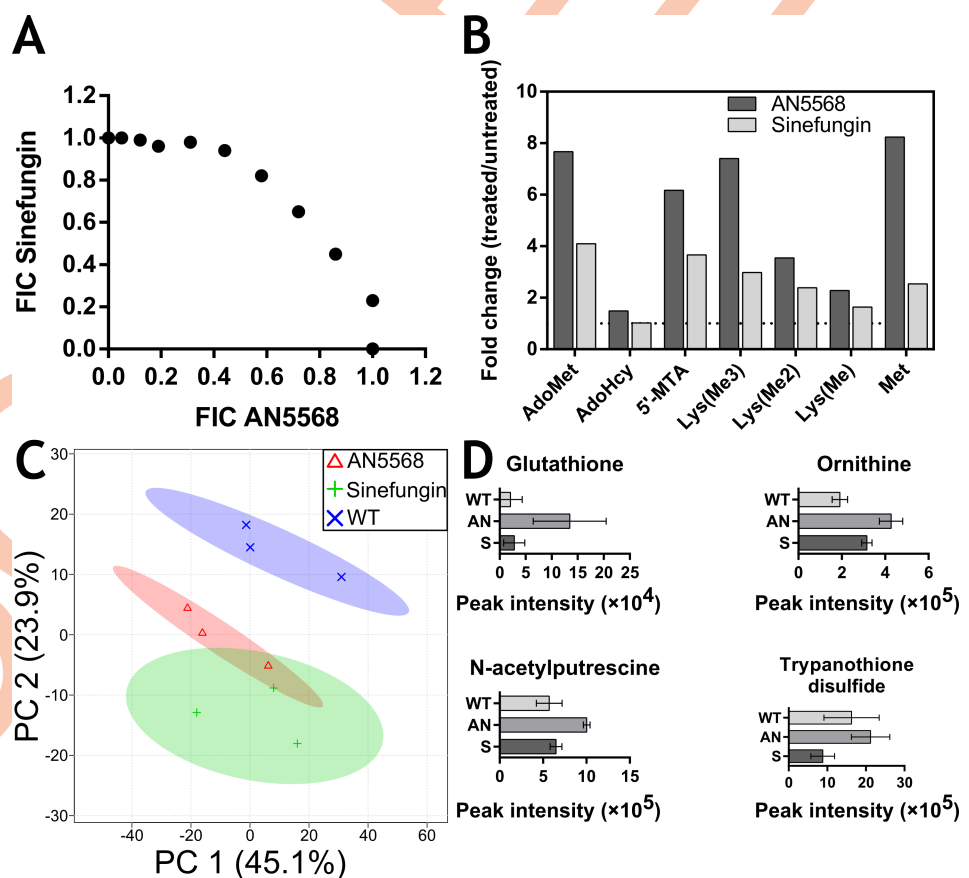 A
1.2
1.0
0.8
0.6
0.4
0.2
0.0
FIC Sinefungin
0.0 0.2 0.4 0.6 0.8 1.0 1.2
FIC AN5568
B
10
8
6
4
2
0
Fold change (treated/untreated)
AN5568
Sinefungin
AdoMet
AdoHcy
5'-MTA
Lys(Me3)
Lys(Me2)
Lys(Me)
Met
C
30
20
10
0
-10
-20
-30
PC 2 (23.9%)
AN5568
Sinefungin
WT
-40 -20 0 20 40 60
PC 1 (45.1%)
D
Glutathione
WT
AN
S
0 5 10 15 20 25
Peak intensity (×10⁴)
Ornithine
WT
AN
S
0 2 4 6
Peak intensity (×10⁵)
N-acetylputrescine
WT
AN
S
0 5 10 15
Peak intensity (×10⁵)
Trypanothione
disulfide
WT
AN
S
0 10 20 30
Peak intensity (×10⁵)